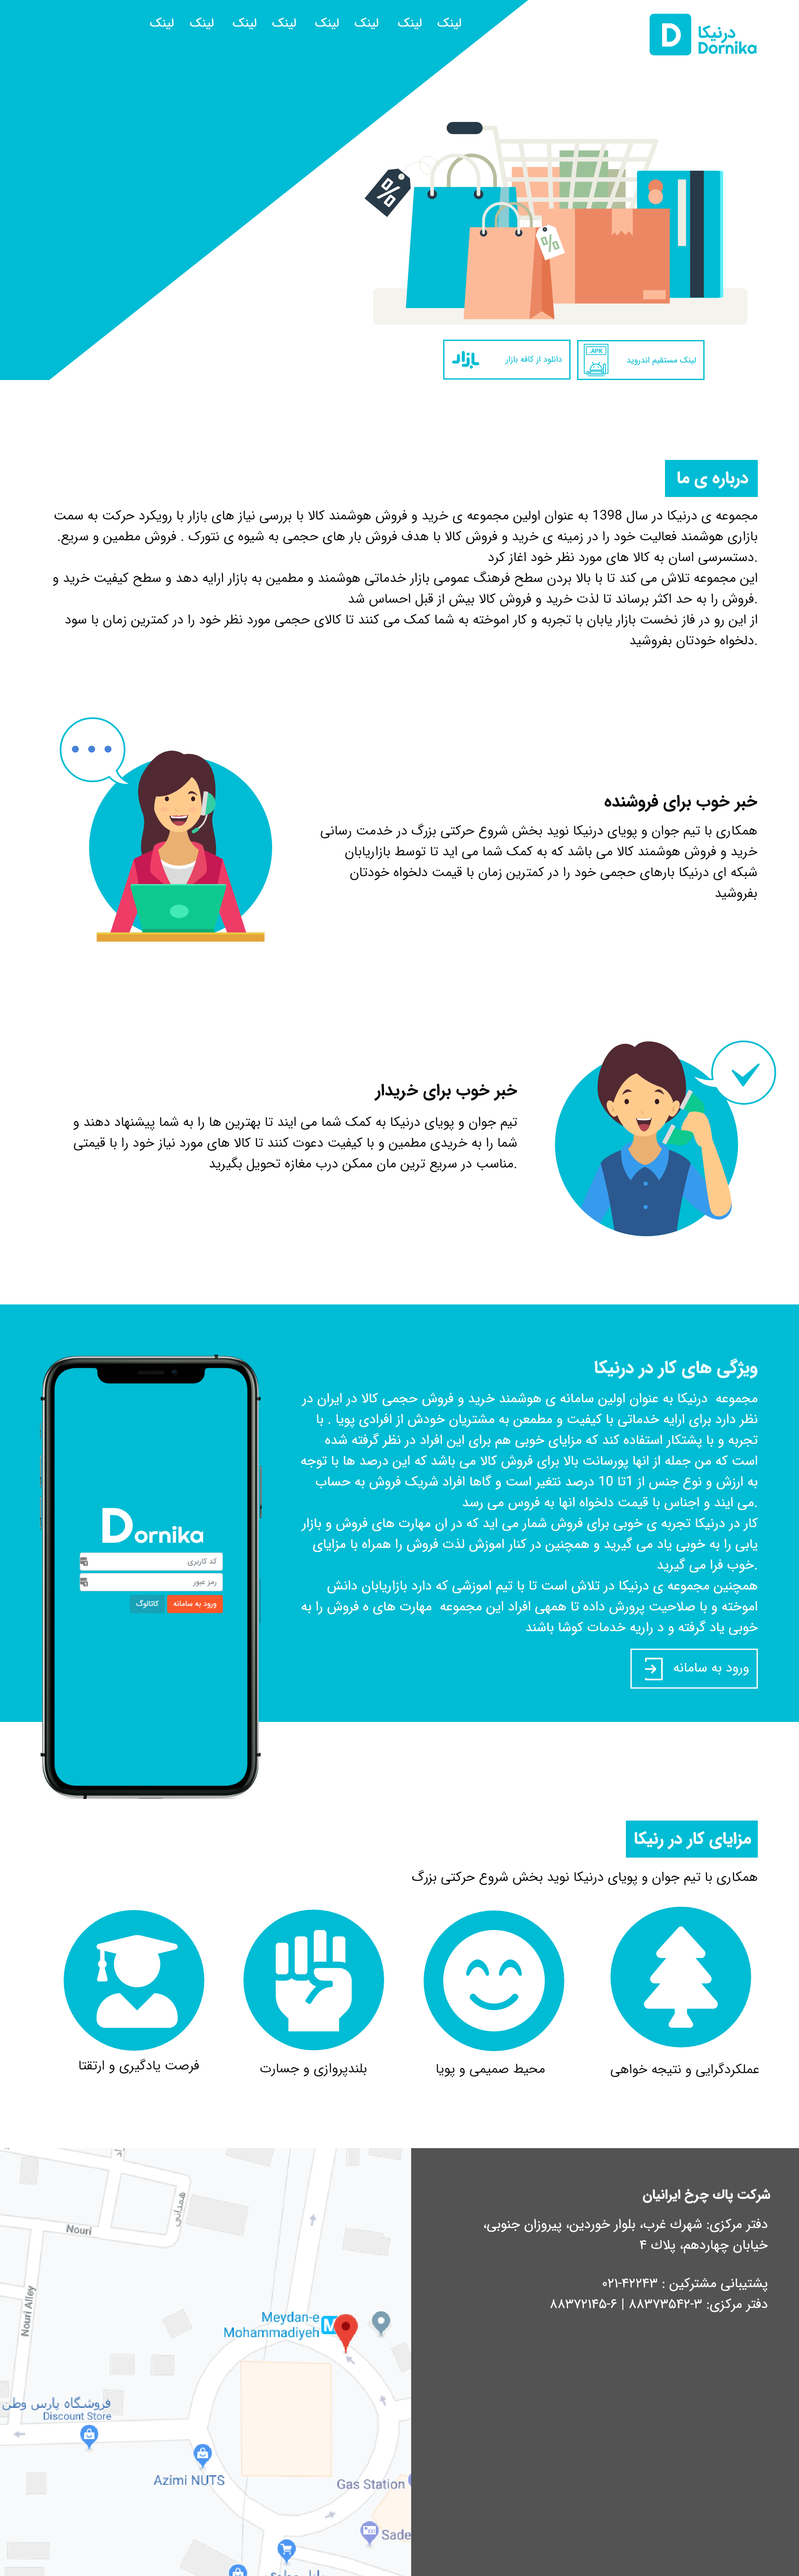 درنیکا
Dornika
D
لینک لینک لینک لینک لینک لینک لینک لینک
%
%
لینک مستقیم اندروید
.APK
دانلود از کافه بازار
بازار
درباره ی ما
مجموعه ی درنیکا در سال 1398 به عنوان اولین مجموعه ی خرید و فروش هوشمند کالا با بررسی نیاز های بازار با رویکرد حرکت به سمت
بازاری هوشمند فعالیت خود را در زمینه ی خرید و فروش کالا با هدف فروش بار های حجمی به شیوه ی نتورک . فروش مطمین و سریع.
.دستسرسی اسان به کالا های مورد نظر خود اغاز کرد
این مجموعه تلاش می کند تا با بالا بردن سطح فرهنگ عمومی بازار خدماتی هوشمند و مطمین به بازار ارایه دهد و سطح کیفیت خرید و
.فروش را به حد اکثر برساند تا لذت خرید و فروش کالا بیش از قبل احساس شد
از این رو در فاز نخست بازار یابان با تجربه و کار اموخته به شما کمک می کنند تا کالای حجمی مورد نظر خود را در کمترین زمان با سود
.دلخواه خودتان بفروشید
خبر خوب برای فروشنده
همکاری با تیم جوان و پویای درنیکا نوید بخش شروع حرکتی بزرگ در خدمت رسانی
خرید و فروش هوشمند کالا می باشد که به کمک شما می اید تا توسط بازاریابان
شبکه ای درنیکا بارهای حجمی خود را در کمترین زمان با قیمت دلخواه خودتان
بفروشید
خبر خوب برای خریدار
تیم جوان و پویای درنیکا به کمک شما می ایند تا بهترین ها را به شما پیشنهاد دهند و
شما را به خریدی مطمین و با کیفیت دعوت کنند تا کالا های مورد نیاز خود را با قیمتی
.مناسب در سریع ترین مان ممکن درب مغازه تحویل بگیرید
ویژگی های کار در درنیکا
مجموعه درنیکا به عنوان اولین سامانه ی هوشمند خرید و فروش حجمی کالا در ایران در
نظر دارد برای ارایه خدماتی با کیفیت و مطمعن به مشتریان خودش از افرادی پویا . با
تجربه و با پشتکار استفاده کند که مزایای خوبی هم برای این افراد در نظر گرفته شده
است که من جمله از انها پورسانت بالا برای فروش کالا می باشد که این درصد ها با توجه
به ارزش و نوع جنس از 1تا 10 درصد نتغیر است و گاها افراد شریک فروش به حساب
.می ایند و اجناس با قیمت دلخواه انها به فروس می رسد
کار در درنیکا تجربه ی خوبی برای فروش شمار می اید که در ان مهارت های فروش و بازار
یابی را به خوبی یاد می گیرید و همچنین در کنار اموزش لذت فروش را همراه با مزایای
.خوب فرا می گیرید
همچنین مجموعه ی درنیکا در تلاش است تا با تیم اموزشی که دارد بازاریابان دانش
اموخته و با صلاحیت پرورش داده تا همهی افراد این مجموعه مهارت های ه فروش را به
خوبی یاد گرفته و د راریه خدمات کوشا باشند
ورود به سامانه
Dornika
کد کاربری
رمز عبور
ورود به سامانه
کاتالوگ
مزایای کار در رنیکا
همکاری با تیم جوان و پویای درنیکا نوید بخش شروع حرکتی بزرگ
عملکردگرایی و نتیجه خواهی
محیط صمیمی و پویا
بلندپروازی و جسارت
فرصت یادگیری و ارتقتا
شرکت پاك چرخ ایرانیان
دفتر مرکزی: شهرك غرب، بلوار خوردین، پیروزان جنوبی،
خیابان چهاردهم، پلاك ۴
پشتیبانی مشترکین : ۴۲۲۴۳-۰۲۱
دفتر مرکزی: ۳-۸۸۳۷۳۵۴۲ | ۶-۸۸۳۷۲۱۴۵
Nouri
همدانی
Nouri Alley
Meydan-e
Mohammadiyeh
M
فروشگاه پارس وطن
Discount Store
Azimi NUTS
Gas Station
Sade